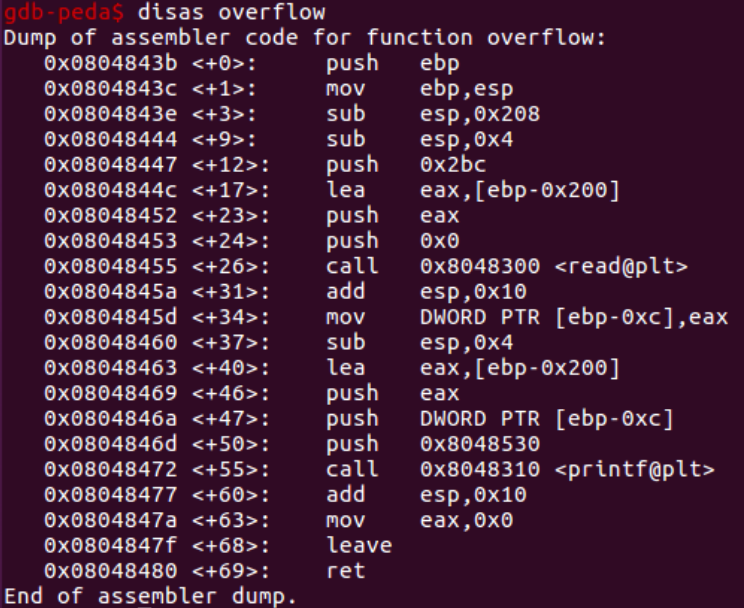 gdb-peda$ disas overflow
Dump of assembler code for function overflow:
   0x0804843b <+0>:     push   ebp
   0x0804843c <+1>:     mov    ebp,esp
   0x0804843e <+3>:     sub    esp,0x208
   0x08048444 <+9>:     sub    esp,0x4
   0x08048447 <+12>:    push   0x2bc
   0x0804844c <+17>:    lea    eax,[ebp-0x200]
   0x08048452 <+23>:    push   eax
   0x08048453 <+24>:    push   0x0
   0x08048455 <+26>:    call   0x8048300 <read@plt>
   0x0804845a <+31>:    add    esp,0x10
   0x0804845d <+34>:    mov    DWORD PTR [ebp-0xc],eax
   0x08048460 <+37>:    sub    esp,0x4
   0x08048463 <+40>:    lea    eax,[ebp-0x200]
   0x08048469 <+46>:    push   eax
   0x0804846a <+47>:    push   DWORD PTR [ebp-0xc]
   0x0804846d <+50>:    push   0x8048530
   0x08048472 <+55>:    call   0x8048310 <printf@plt>
   0x08048477 <+60>:    add    esp,0x10
   0x0804847a <+63>:    mov    eax,0x0
   0x0804847f <+68>:    leave
   0x08048480 <+69>:    ret
End of assembler dump.